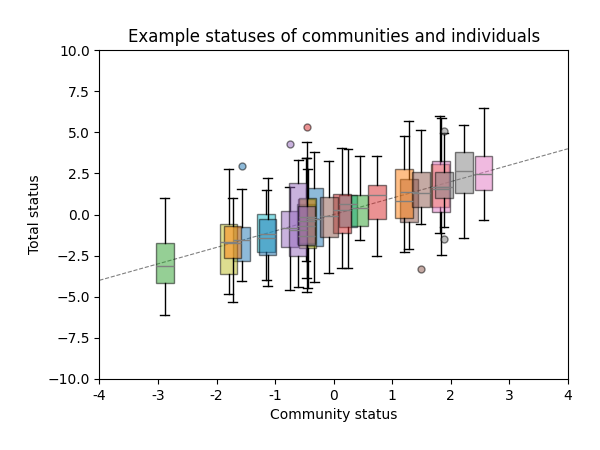 Example statuses of communities and individuals
10.0
7.5
5.0
2.5
0.0
−2.5
−5.0
−7.5
−10.0
Total status
-4 -3 -2 -1 0 1 2 3 4
Community status